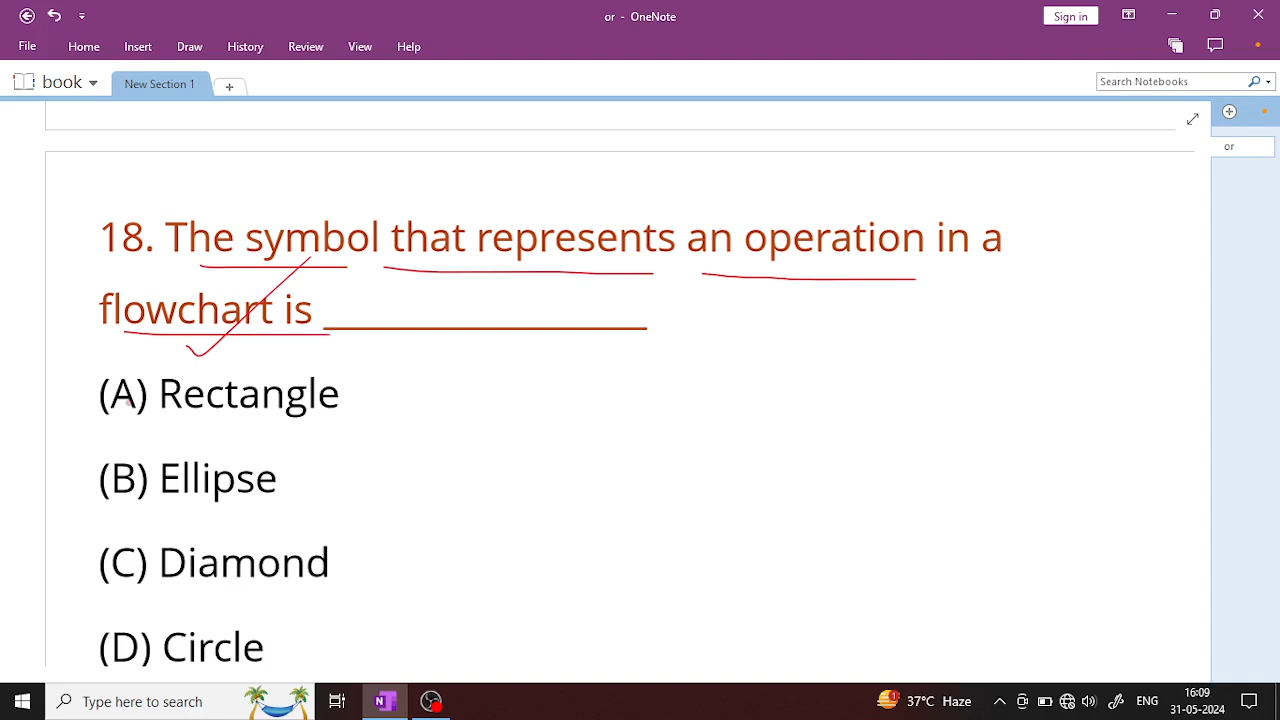 or - OneNote
Sign in
File Home Insert Draw History Review View Help
book New Section 1 +
Search Notebooks
or
18. The symbol that represents an operation in a
flowchart is _______________
(A) Rectangle
(B) Ellipse
(C) Diamond
(D) Circle
Type here to search
N
1
37°C Haze
ENG
16:09
31-05-2024